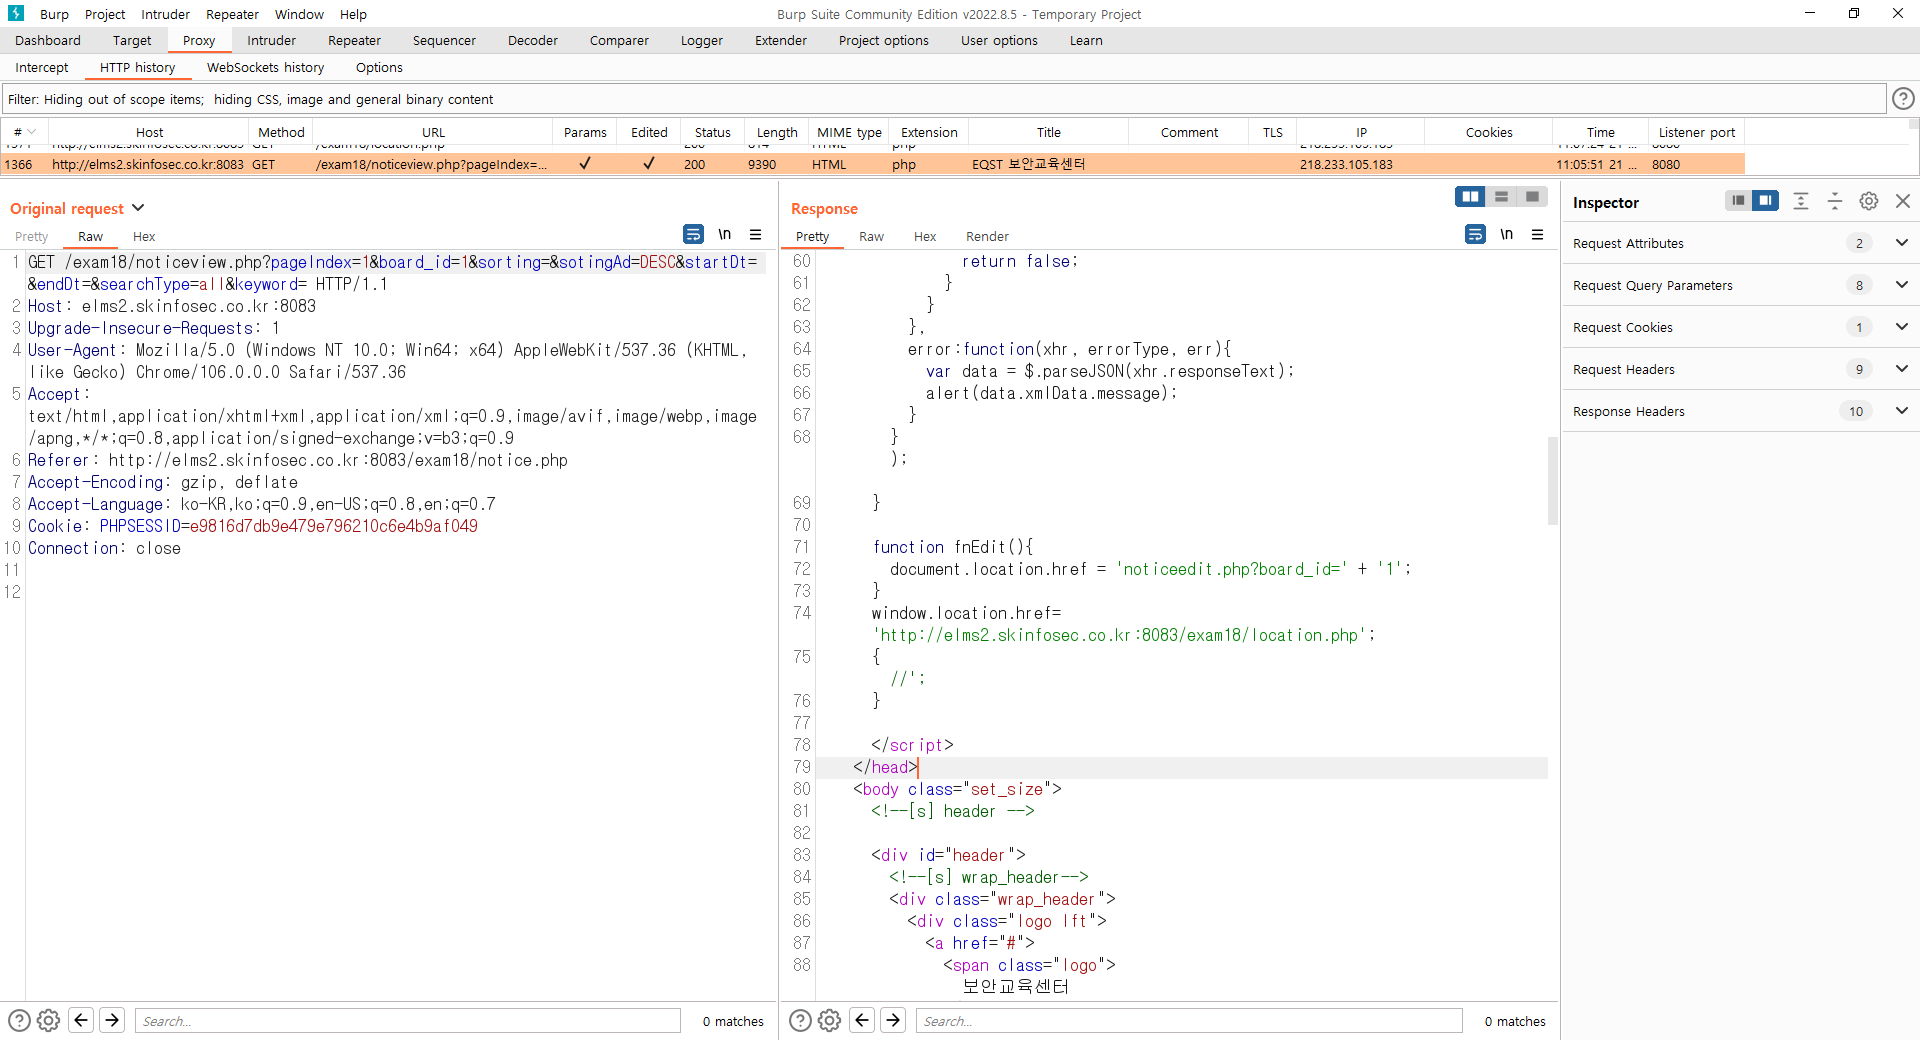 Burp Project Intruder Repeater Window Help
Burp Suite Community Edition v2022.8.5 - Temporary Project
Dashboard Target Proxy Intruder Repeater Sequencer Decoder Comparer Logger Extender Project options User options Learn
Intercept HTTP history WebSockets history Options
Filter: Hiding out of scope items; hiding CSS, image and general binary content
# Host Method URL Params Edited Status Length MIME type Extension Title Comment TLS IP Cookies Time Listener port
1366 http://elms2.skinfosec.co.kr:8083 GET /exam18/noticeview.php?pageIndex=... ✓ ✓ 200 9390 HTML php EQST 보안교육센터 218.233.105.183 11:05:51 21 ... 8080
Original request
Pretty Raw Hex
\n
1 GET /exam18/noticeview.php?pageIndex=1&board_id=1&sorting=&sotingAd=DESC&startDt=
&endDt=&searchType=all&keyword= HTTP/1.1
2 Host: elms2.skinfosec.co.kr:8083
3 Upgrade-Insecure-Requests: 1
4 User-Agent: Mozilla/5.0 (Windows NT 10.0; Win64; x64) AppleWebKit/537.36 (KHTML,
like Gecko) Chrome/106.0.0.0 Safari/537.36
5 Accept:
text/html,application/xhtml+xml,application/xml;q=0.9,image/avif,image/webp,image
/apng,*/*;q=0.8,application/signed-exchange;v=b3;q=0.9
6 Referer: http://elms2.skinfosec.co.kr:8083/exam18/notice.php
7 Accept-Encoding: gzip, deflate
8 Accept-Language: ko-KR,ko;q=0.9,en-US;q=0.8,en;q=0.7
9 Cookie: PHPSESSID=e9816d7db9e479e796210c6e4b9af049
10 Connection: close
11
12
Search...
0 matches
Response
Pretty Raw Hex Render
\n
60 return false;
61 }
62 }
63 },
64 error:function(xhr, errorType, err){
65 var data = $.parseJSON(xhr.responseText);
66 alert(data.xmlData.message);
67 }
68 }
);
69 }
70
71 function fnEdit(){
72 document.location.href = 'noticeedit.php?board_id=' + '1';
73 }
74 window.location.href=
'http://elms2.skinfosec.co.kr:8083/exam18/location.php';
75 {
//';
76 }
77
78 </script>
79 </head>
80 <body class="set_size">
81 <!--[s] header -->
82
83 <div id="header">
84 <!--[s] wrap_header-->
85 <div class="wrap_header">
86 <div class="logo lft">
87 <a href="#">
88 <span class="logo">
보안교육센터
Search...
0 matches
Inspector
Request Attributes 2
Request Query Parameters 8
Request Cookies 1
Request Headers 9
Response Headers 10